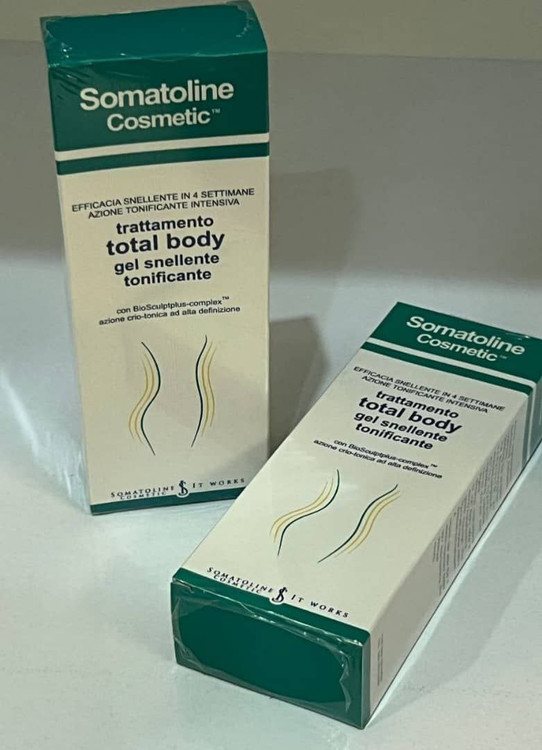 Somatoline
Cosmetic™
EFFICACIA SNELLENTE IN 4 SETTIMANE
AZIONE TONIFICANTE INTENSIVA
trattamento
total body
gel snellente
tonificante
con BioSculptplus-complex™
azione crio-tonica ad alta definizione
SOMATOLINE
COSMETIC
IT WORKS
Somatoline
Cosmetic™
EFFICACIA SNELLENTE IN 4 SETTIMANE
AZIONE TONIFICANTE INTENSIVA
trattamento
total body
gel snellente
tonificante
con BioSculptplus-complex™
azione crio-tonica ad alta definizione
SOMATOLINE
COSMETIC
IT WORKS